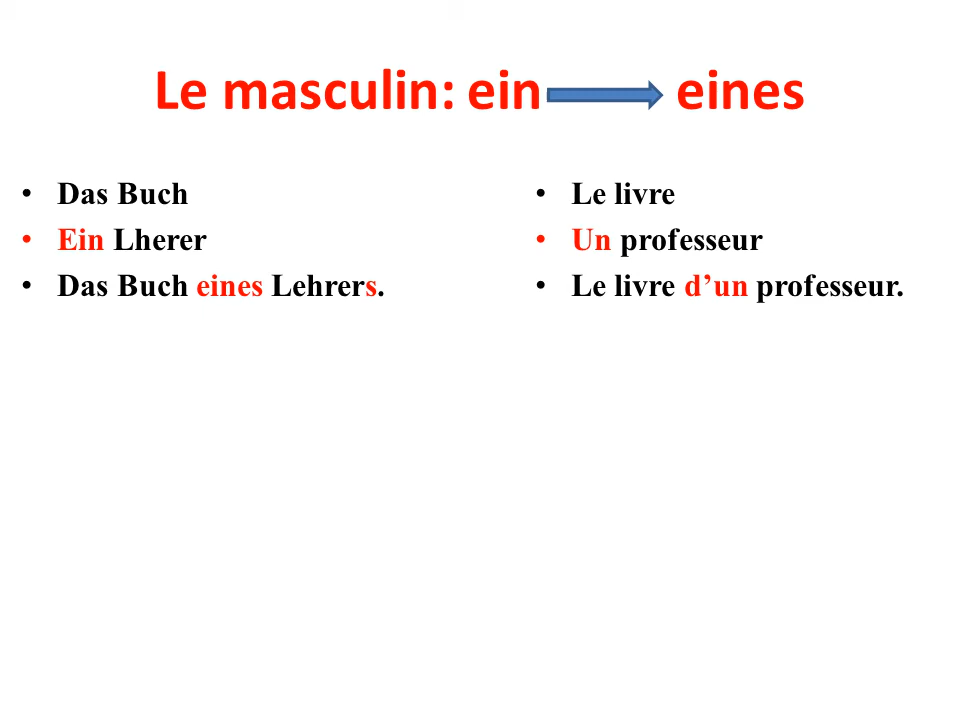 Le masculin: ein eines
• Das Buch
• Ein Lherer
• Das Buch eines Lehrers.
• Le livre
• Un professeur
• Le livre d’un professeur.